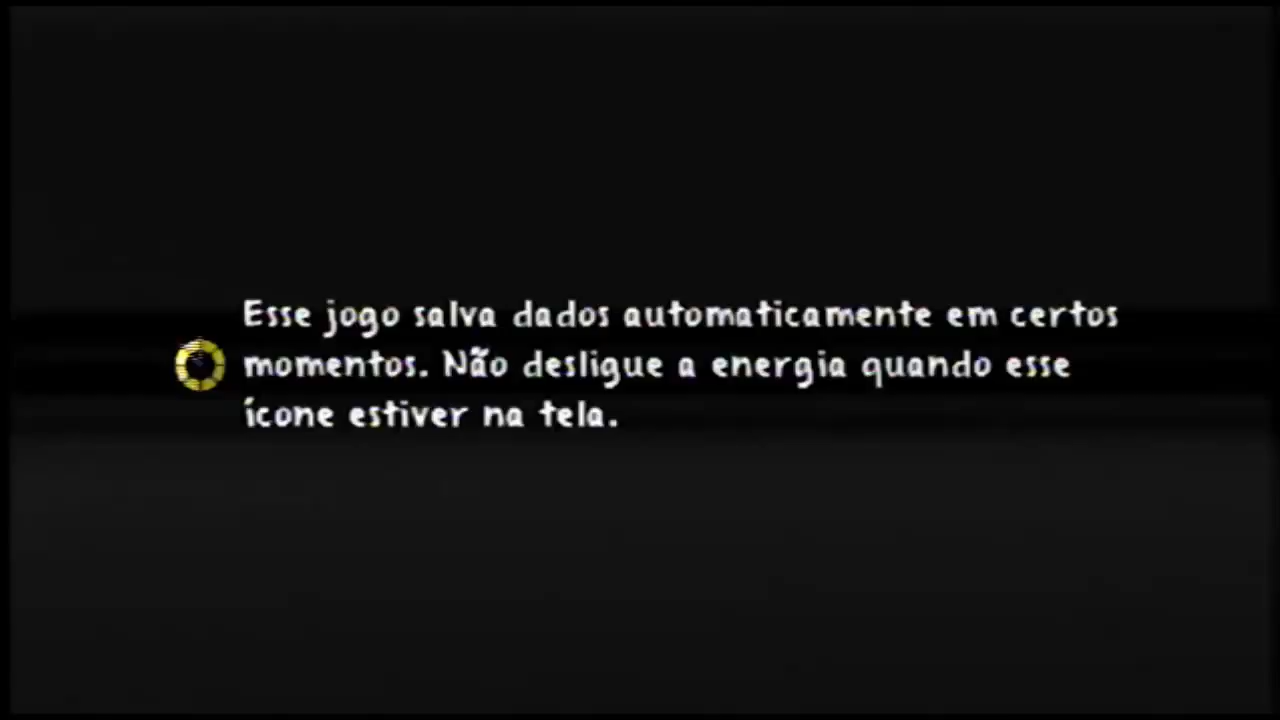 Esse jogo salva dados automaticamente em certos
momentos. Não desligue a energia quando esse
ícone estiver na tela.